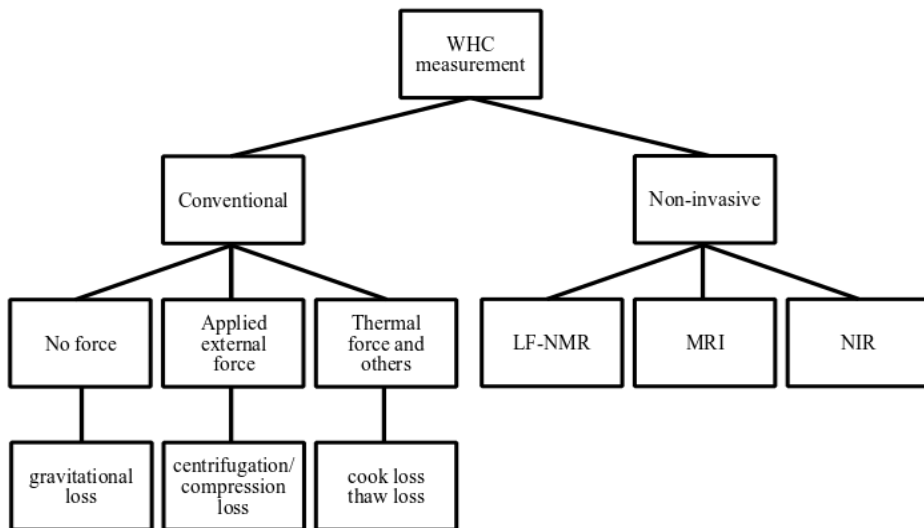 WHC
measurement
Conventional
Non-invasive
No force
Applied
external
force
Thermal
force and
others
LF-NMR
MRI
NIR
gravitational
loss
centrifugation/
compression
loss
cook loss
thaw loss